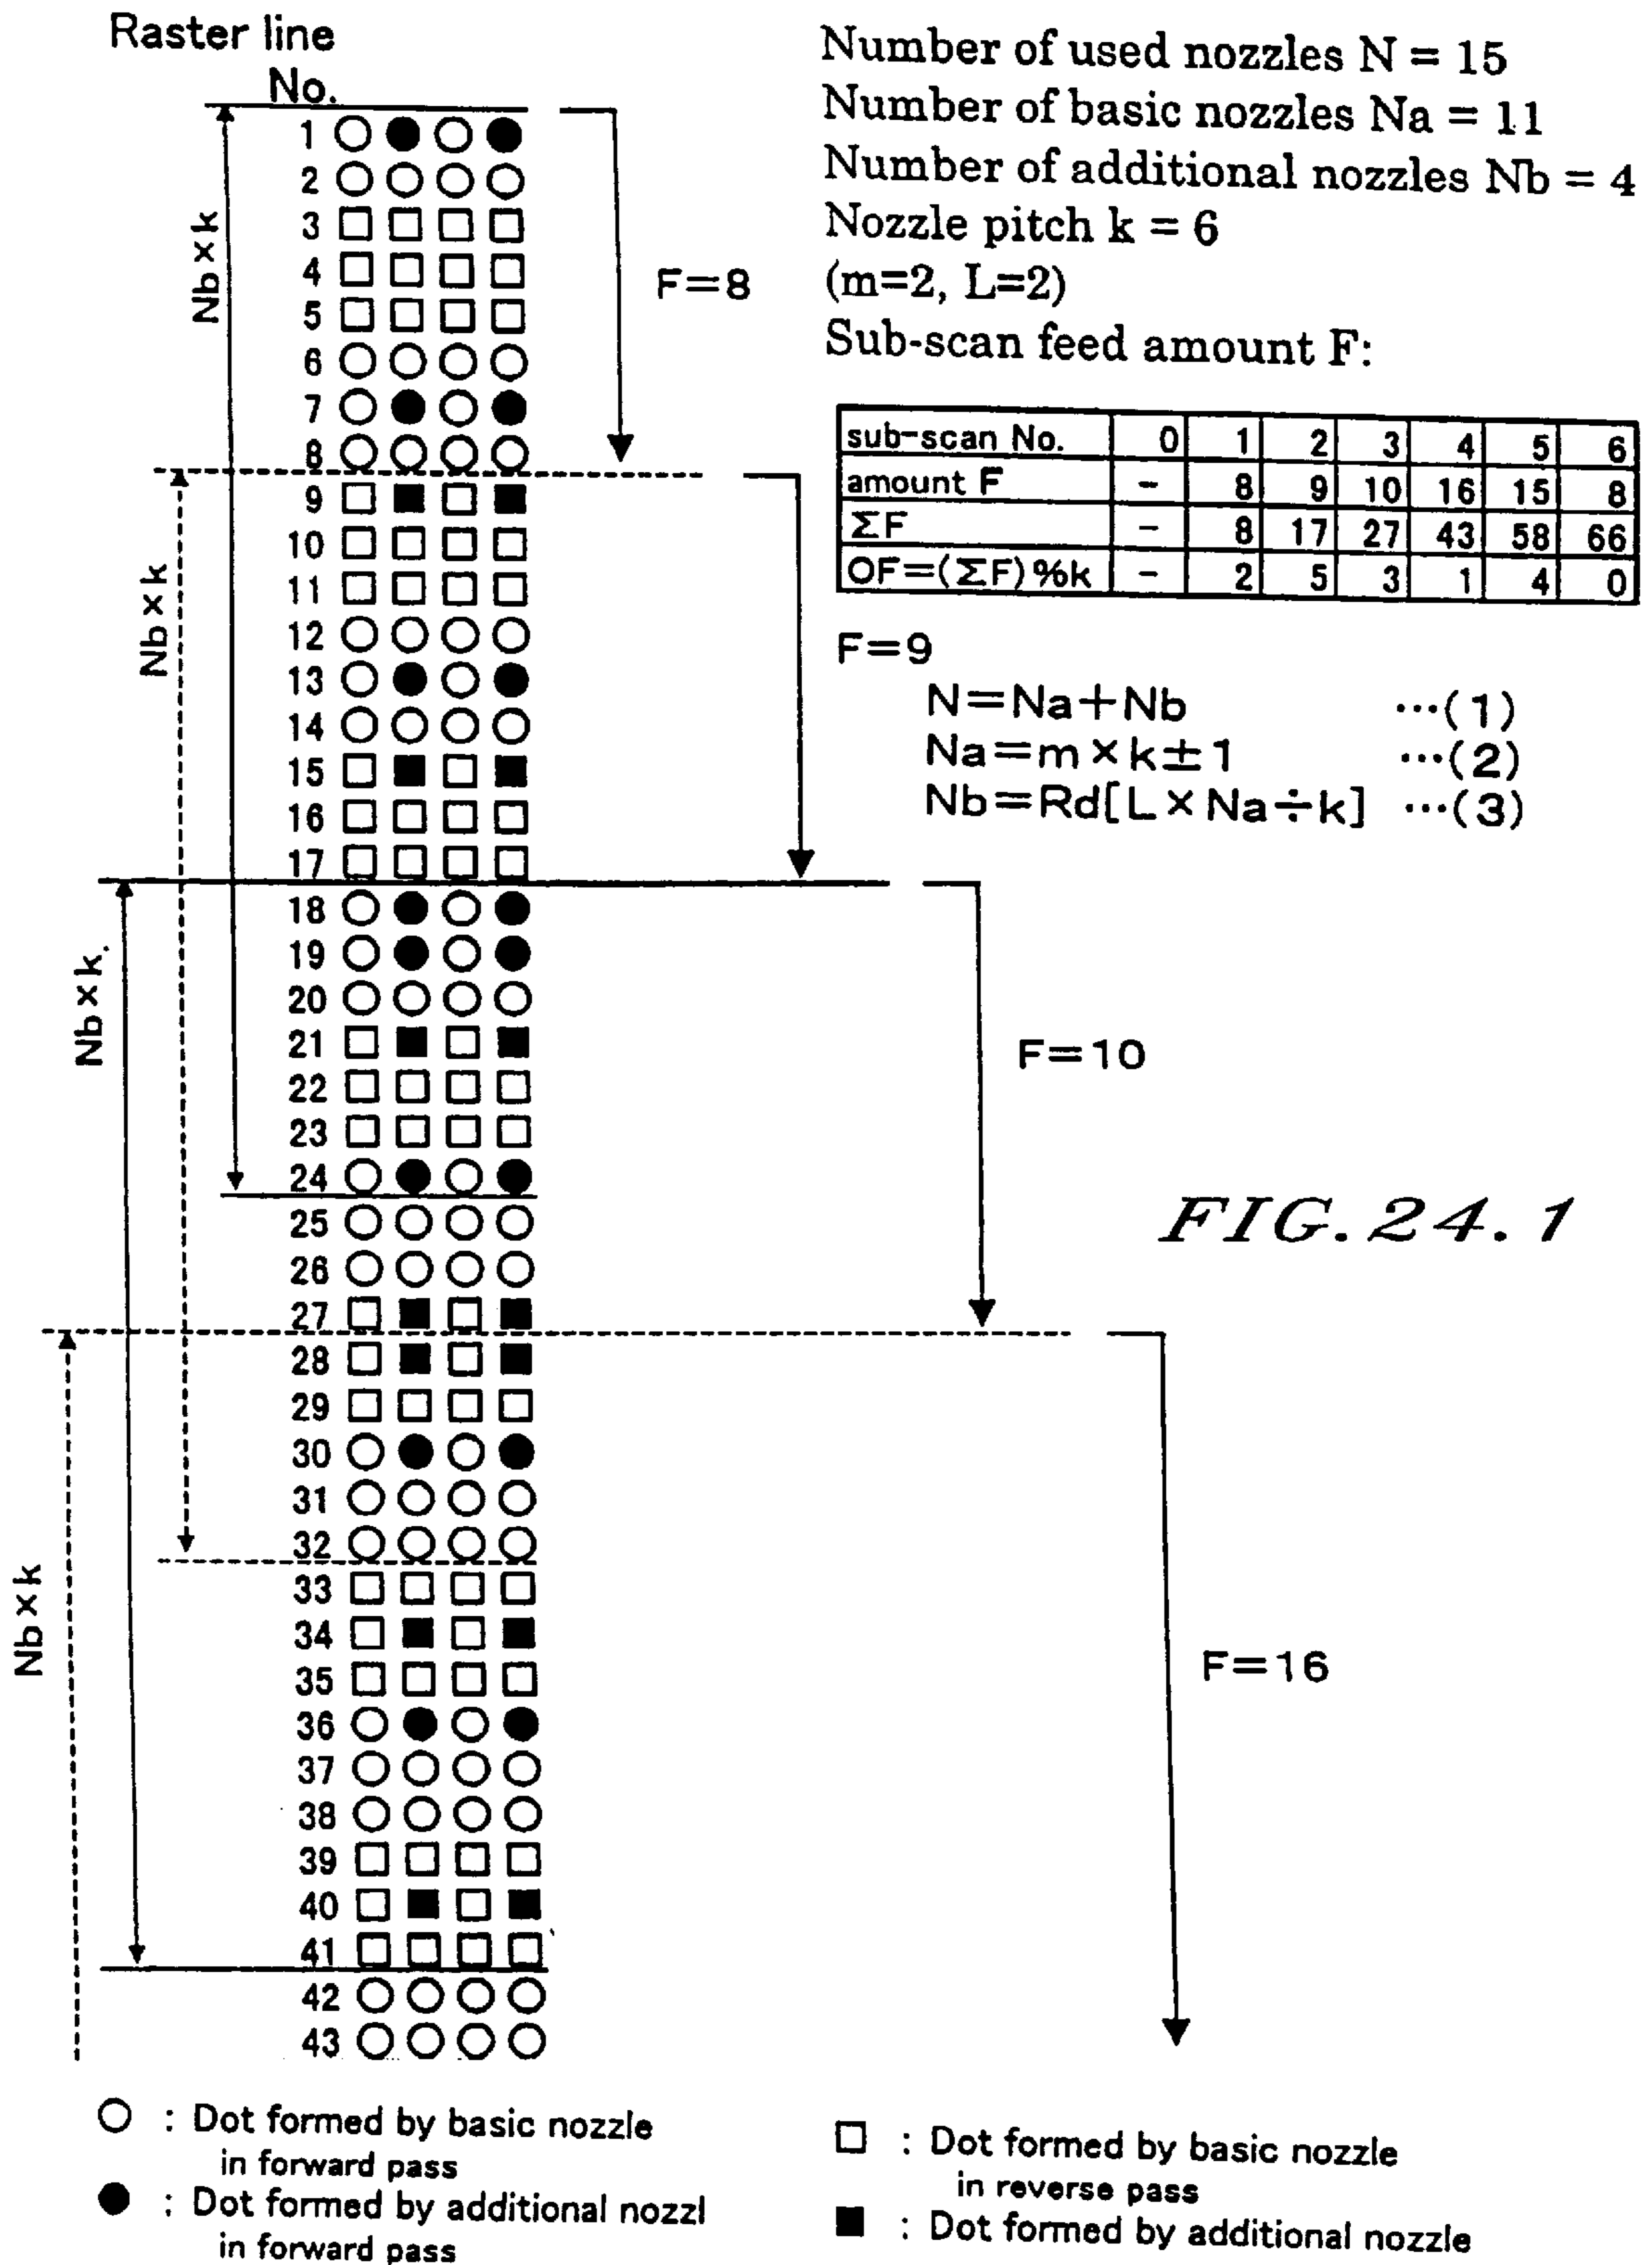 Raster line
No.
Number of used nozzles N = 15
Number of basic nozzles Na = 11
Number of additional nozzles Nb = 4
Nozzle pitch k = 6
(m=2, L=2)
Sub-scan feed amount F:
sub-scan No. 0 1 2 3 4 5 6
amount F - 8 9 10 16 15 8
ΣF - 8 17 27 43 58 66
OF=(ΣF)%k - 2 5 3 1 4 0
N=Na+Nb ···(1)
Na=m×k±1 ···(2)
Nb=Rd[L×Na÷k] ···(3)
F=8
F=9
F=10
F=16
Nb×k
Nb×k
Nb×k.
Nb×k
1
2
3
4
5
6
7
8
9
10
11
12
13
14
15
16
17
18
19
20
21
22
23
24
25
26
27
28
29
30
31
32
33
34
35
36
37
38
39
40
41
42
43
FIG.24.1
: Dot formed by basic nozzle
in forward pass
: Dot formed by additional nozzl
in forward pass
: Dot formed by basic nozzle
in reverse pass
: Dot formed by additional nozzle